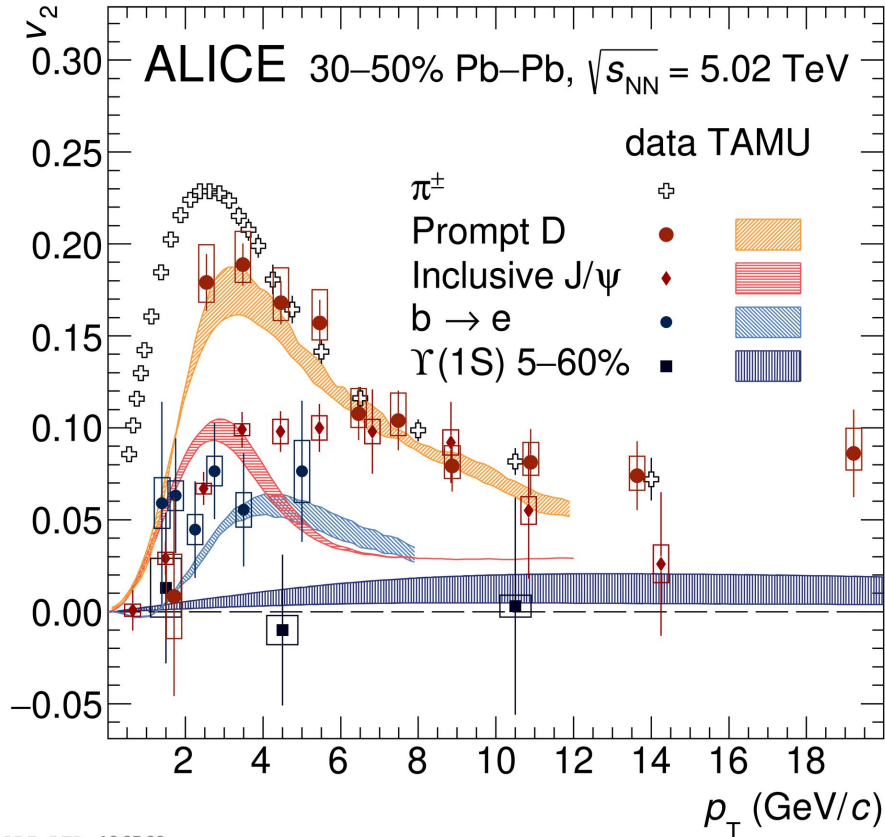 v₂
ALICE 30–50% Pb–Pb, √s_NN = 5.02 TeV
data TAMU
π±
Prompt D
Inclusive J/ψ
b → e
ϒ(1S) 5–60%
0.30
0.25
0.20
0.15
0.10
0.05
0.00
−0.05
2 4 6 8 10 12 14 16 18
p_T (GeV/c)